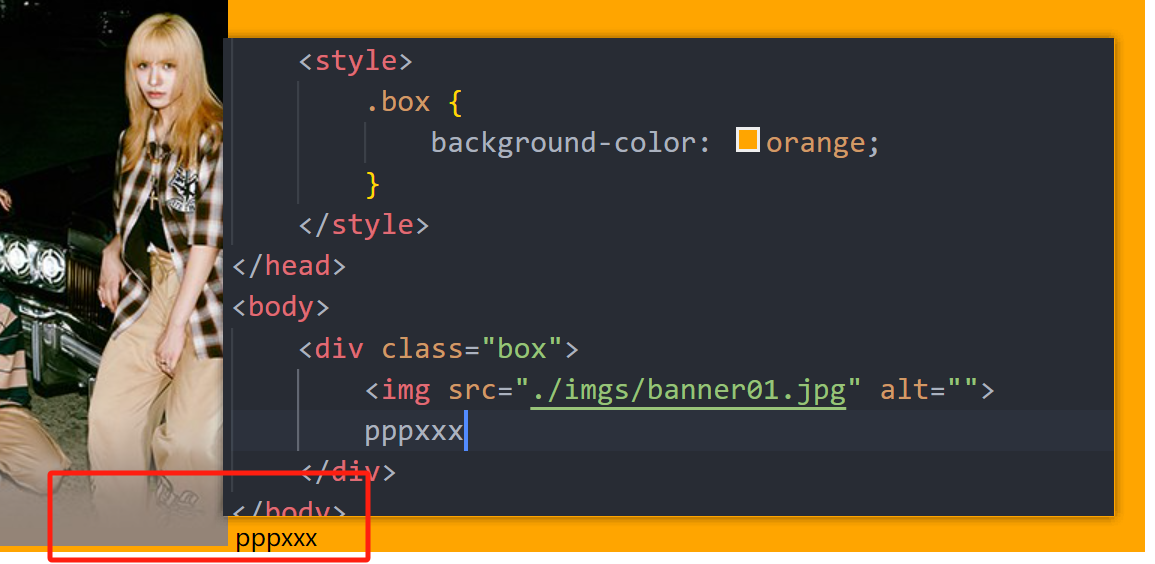 <style>
.box {
background-color: orange;
}
</style>
</head>
<body>
<div class="box">
<img src="./imgs/banner01.jpg" alt="">
pppxxx
</div>
</body>
pppxxx